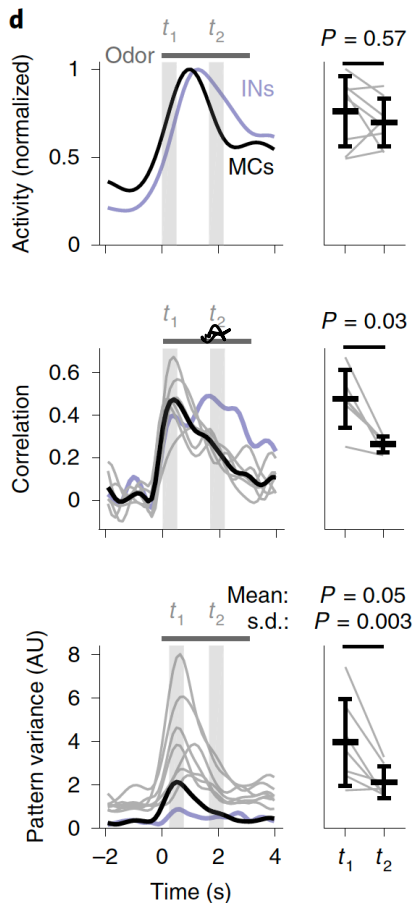 d
t1 t2
Odor
P = 0.57
INs
MCs
Activity (normalized)
1
0.5
0
t1 t2
P = 0.03
Correlation
0.6
0.4
0.2
0
Mean: P = 0.05
s.d.: P = 0.003
t1 t2
Pattern variance (AU)
8
6
4
2
0
−2 0 2 4
Time (s)
t1 t2